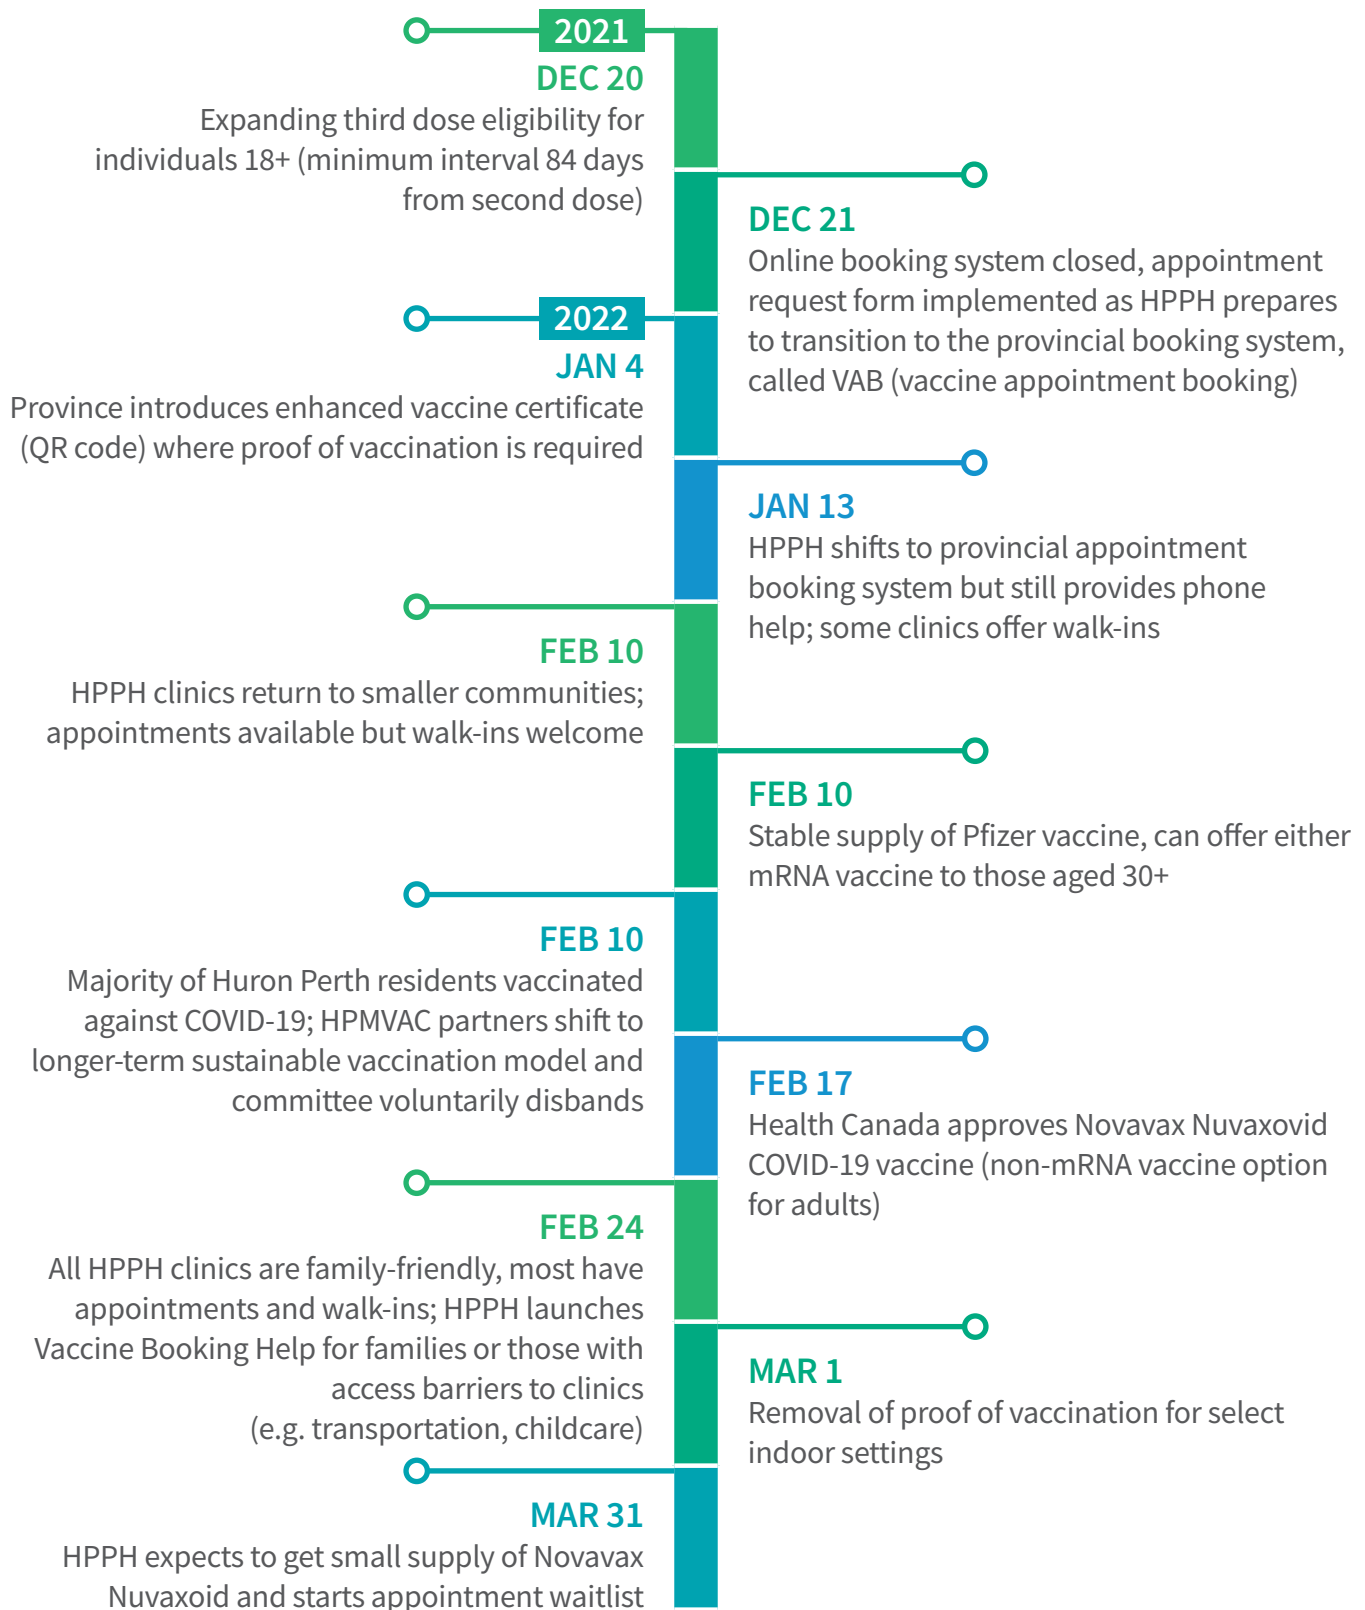 2021
DEC 20
Expanding third dose eligibility for
individuals 18+ (minimum interval 84 days
from second dose)
DEC 21
Online booking system closed, appointment
request form implemented as HPPH prepares
to transition to the provincial booking system,
called VAB (vaccine appointment booking)
2022
JAN 4
Province introduces enhanced vaccine certificate
(QR code) where proof of vaccination is required
JAN 13
HPPH shifts to provincial appointment
booking system but still provides phone
help; some clinics offer walk-ins
FEB 10
HPPH clinics return to smaller communities;
appointments available but walk-ins welcome
FEB 10
Stable supply of Pfizer vaccine, can offer either
mRNA vaccine to those aged 30+
FEB 10
Majority of Huron Perth residents vaccinated
against COVID-19; HPMVAC partners shift to
longer-term sustainable vaccination model and
committee voluntarily disbands
FEB 17
Health Canada approves Novavax Nuvaxovid
COVID-19 vaccine (non-mRNA vaccine option
for adults)
FEB 24
All HPPH clinics are family-friendly, most have
appointments and walk-ins; HPPH launches
Vaccine Booking Help for families or those with
access barriers to clinics
(e.g. transportation, childcare)
MAR 1
Removal of proof of vaccination for select
indoor settings
MAR 31
HPPH expects to get small supply of Novavax
Nuvaxoid and starts appointment waitlist